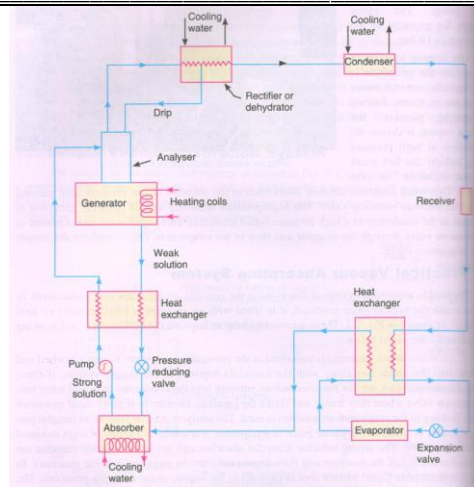 Cooling
water
Cooling
water
Condenser
Rectifier or
dehydrator
Drip
Analyser
Generator
Heating coils
Receiver
Weak
solution
Heat
exchanger
Heat
exchanger
Pump
Strong
solution
Pressure
reducing
valve
Absorber
Evaporator
Expansion
valve
Cooling
water